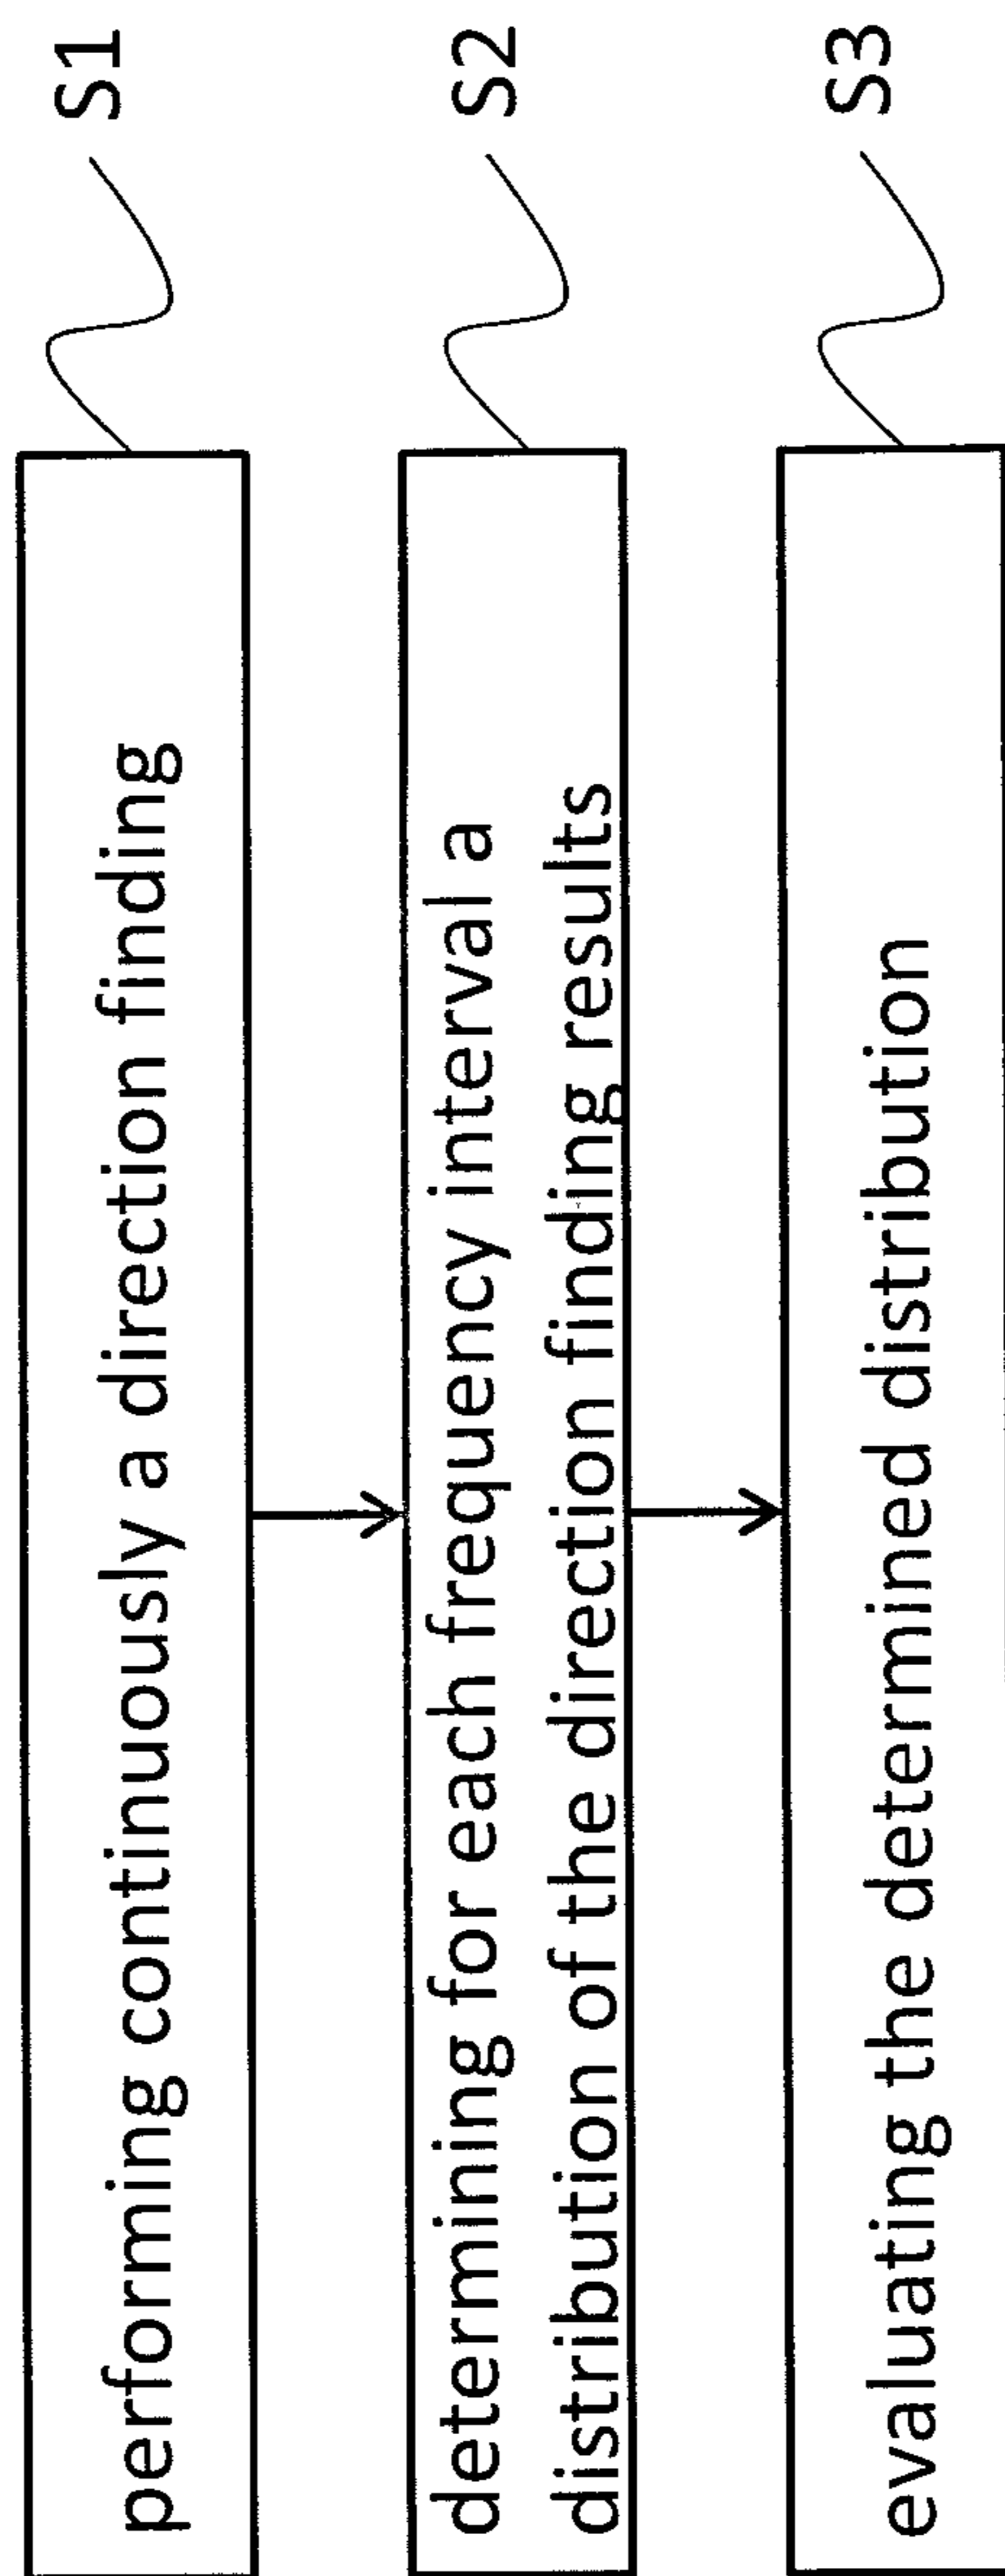 performing continuously a direction finding
S1
determining for each frequency interval a
distribution of the direction finding results
S2
evaluating the determined distribution
S3